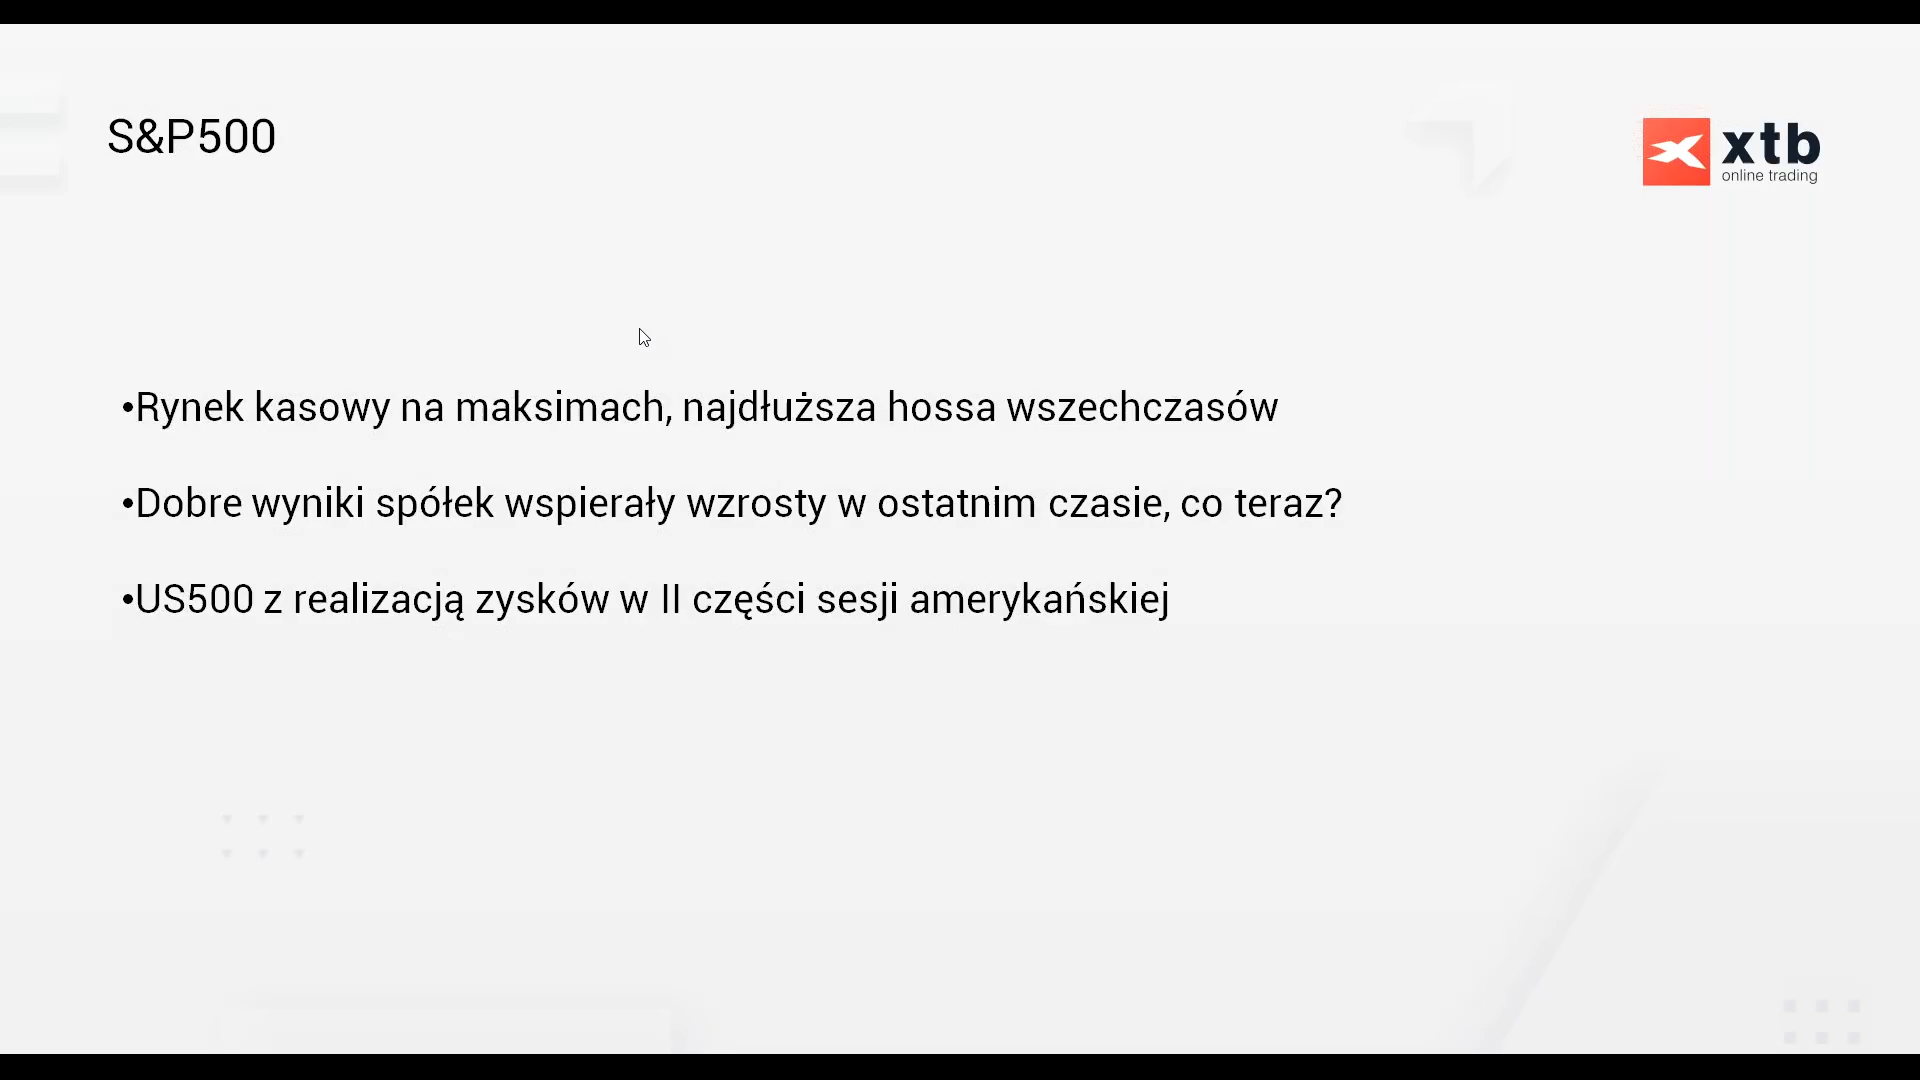 S&P500
xtb
online trading
•Rynek kasowy na maksimach, najdłuższa hossa wszechczasów
•Dobre wyniki spółek wspierały wzrosty w ostatnim czasie, co teraz?
•US500 z realizacją zysków w II części sesji amerykańskiej